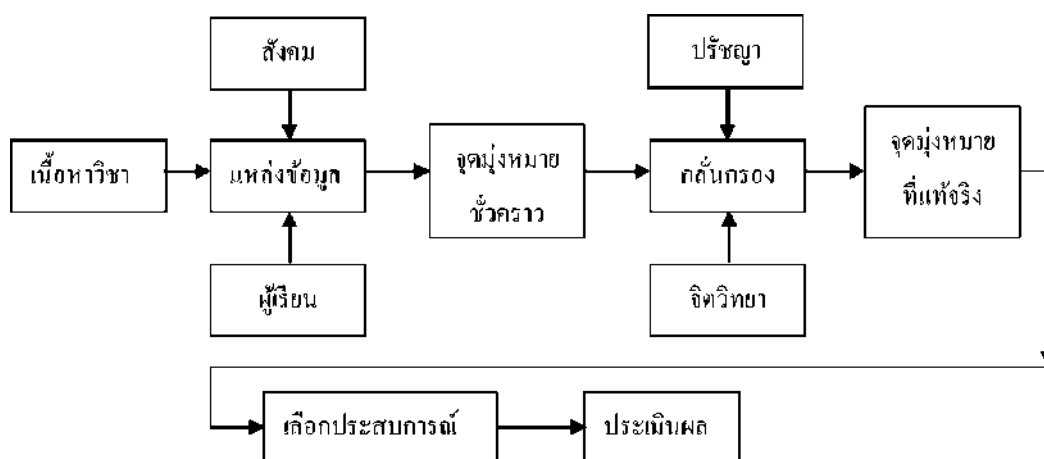 สังคม
ปรัชญา
เนื้อหาวิชา
แหล่งข้อมูล
จุดมุ่งหมาย
ชั่วคราว
กลั่นกรอง
จุดมุ่งหมาย
ที่แท้จริง
ผู้เรียน
จิตวิทยา
เลือกประสบการณ์
ประเมินผล